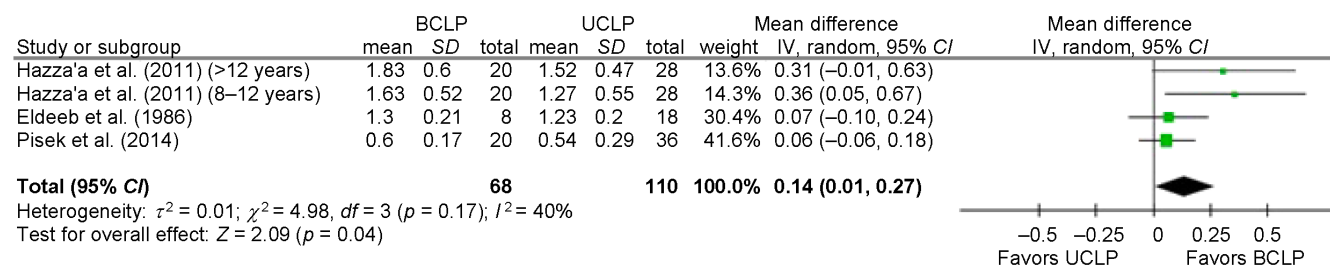 BCLP UCLP Mean difference Mean difference
Study or subgroup mean SD total mean SD total weight IV, random, 95% CI IV, random, 95% CI
Hazza'a et al. (2011) (>12 years) 1.83 0.6 20 1.52 0.47 28 13.6% 0.31 (–0.01, 0.63)
Hazza'a et al. (2011) (8–12 years) 1.63 0.52 20 1.27 0.55 28 14.3% 0.36 (0.05, 0.67)
Eldeeb et al. (1986) 1.3 0.21 8 1.23 0.2 18 30.4% 0.07 (–0.10, 0.24)
Pisek et al. (2014) 0.6 0.17 20 0.54 0.29 36 41.6% 0.06 (–0.06, 0.18)
Total (95% CI) 68 110 100.0% 0.14 (0.01, 0.27)
Heterogeneity: τ² = 0.01; χ² = 4.98, df = 3 (p = 0.17); I² = 40%
Test for overall effect: Z = 2.09 (p = 0.04)
–0.5 –0.25 0 0.25 0.5
Favors UCLP Favors BCLP